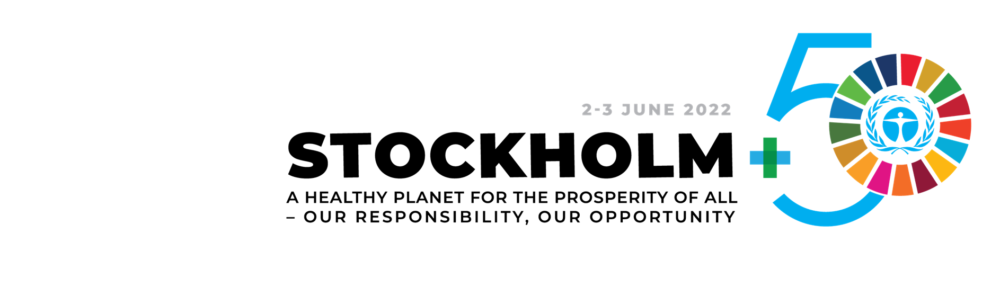 2-3 JUNE 2022
STOCKHOLM+50
A HEALTHY PLANET FOR THE PROSPERITY OF ALL
– OUR RESPONSIBILITY, OUR OPPORTUNITY